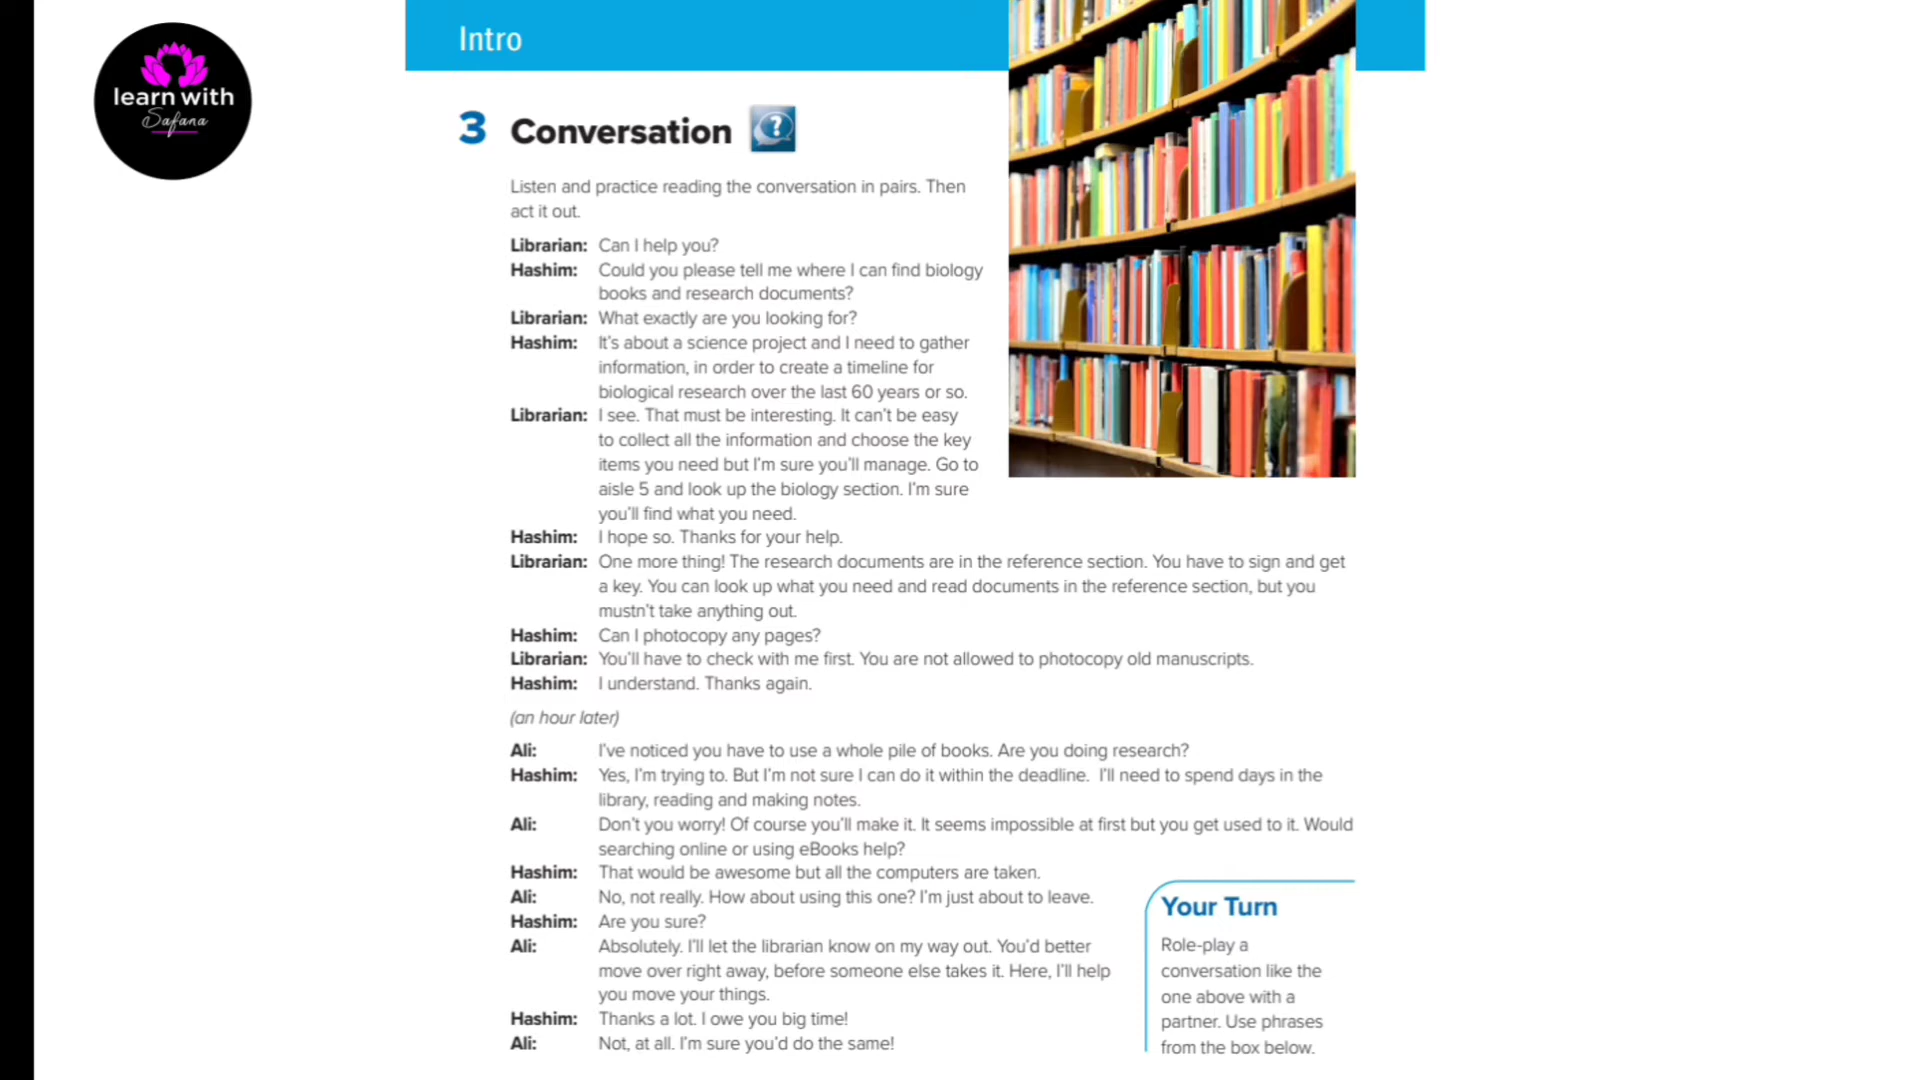 learn with
Safana
Intro
3 Conversation ?
Listen and practice reading the conversation in pairs. Then
act it out.
Librarian: Can I help you?
Hashim: Could you please tell me where I can find biology
books and research documents?
Librarian: What exactly are you looking for?
Hashim: It's about a science project and I need to gather
information, in order to create a timeline for
biological research over the last 60 years or so.
Librarian: I see. That must be interesting. It can't be easy
to collect all the information and choose the key
items you need but I'm sure you'll manage. Go to
aisle 5 and look up the biology section. I'm sure
you'll find what you need.
Hashim: I hope so. Thanks for your help.
Librarian: One more thing! The research documents are in the reference section. You have to sign and get
a key. You can look up what you need and read documents in the reference section, but you
mustn't take anything out.
Hashim: Can I photocopy any pages?
Librarian: You'll have to check with me first. You are not allowed to photocopy old manuscripts.
Hashim: I understand. Thanks again.
(an hour later)
Ali: I've noticed you have to use a whole pile of books. Are you doing research?
Hashim: Yes, I'm trying to. But I'm not sure I can do it within the deadline. I'll need to spend days in the
library, reading and making notes.
Ali: Don't you worry! Of course you'll make it. It seems impossible at first but you get used to it. Would
searching online or using eBooks help?
Hashim: That would be awesome but all the computers are taken.
Ali: No, not really. How about using this one? I'm just about to leave.
Hashim: Are you sure?
Ali: Absolutely. I'll let the librarian know on my way out. You'd better
move over right away, before someone else takes it. Here, I'll help
you move your things.
Hashim: Thanks a lot. I owe you big time!
Ali: Not, at all. I'm sure you'd do the same!
Your Turn
Role-play a
conversation like the
one above with a
partner. Use phrases
from the box below.